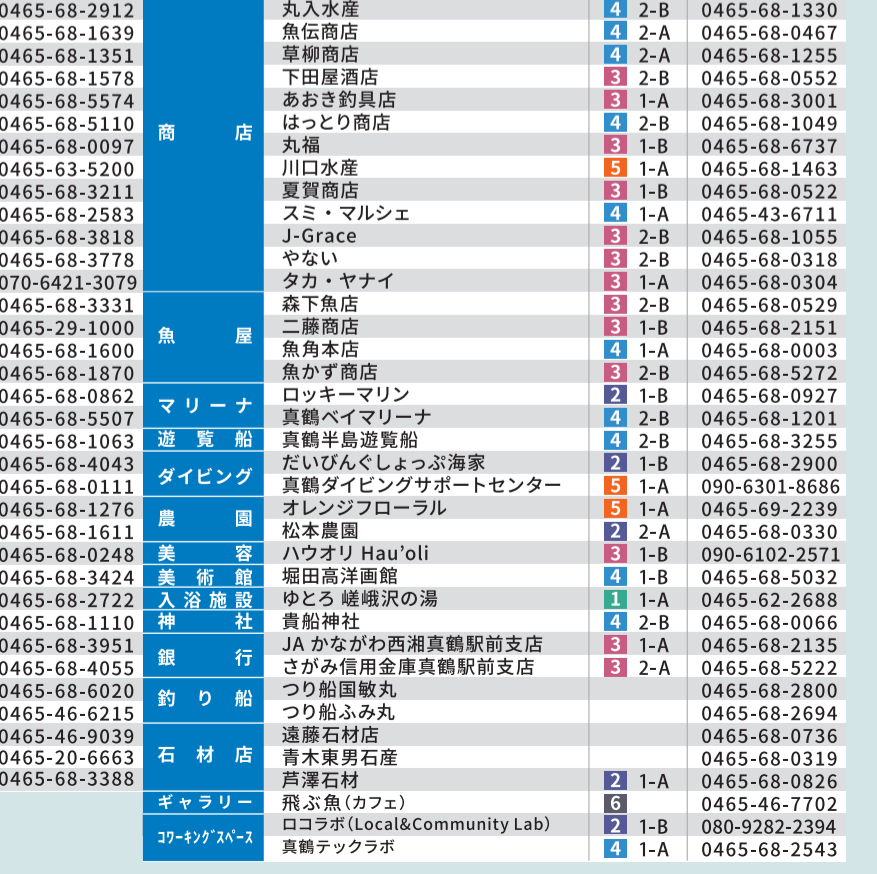 0465-68-2912 丸入水産 4 2-B 0465-68-1330
0465-68-1639 魚伝商店 4 2-A 0465-68-0467
0465-68-1351 草柳商店 4 2-A 0465-68-1255
0465-68-1578 下田屋酒店 3 2-B 0465-68-0552
0465-68-5574 あおき釣具店 3 1-A 0465-68-3001
0465-68-5110 商店 はっとり商店 4 2-B 0465-68-1049
0465-68-0097 丸福 3 1-B 0465-68-6737
0465-63-5200 川口水産 5 1-A 0465-68-1463
0465-68-3211 夏賀商店 3 1-B 0465-68-0522
0465-68-2583 スミ・マルシェ 4 1-A 0465-43-6711
0465-68-3818 J-Grace 3 2-B 0465-68-1055
0465-68-3778 やない 3 2-B 0465-68-0318
070-6421-3079 タカ・ヤナイ 3 1-A 0465-68-0304
0465-68-3331 森下魚店 3 2-B 0465-68-0529
0465-29-1000 魚屋 二藤商店 3 1-B 0465-68-2151
0465-68-1600 魚角本店 4 1-A 0465-68-0003
0465-68-1870 魚かず商店 3 2-B 0465-68-5272
0465-68-0862 マリーナ ロッキーマリン 2 1-B 0465-68-0927
0465-68-5507 真鶴ベイマリーナ 4 2-B 0465-68-1201
0465-68-1063 遊覧船 真鶴半島遊覧船 4 2-B 0465-68-3255
0465-68-4043 ダイビング だいびんぐしょっぷ海家 2 1-B 0465-68-2900
0465-68-0111 真鶴ダイビングサポートセンター 5 1-A 090-6301-8686
0465-68-1276 農園 オレンジフローラル 5 1-A 0465-69-2239
0465-68-1611 松本農園 2 2-A 0465-68-0330
0465-68-0248 美容 ハウオリ Hau’oli 3 1-B 090-6102-2571
0465-68-3424 美術館 堀田高洋画館 4 1-B 0465-68-5032
0465-68-2722 入浴施設 ゆとろ 嵯峨沢の湯 1 1-A 0465-62-2688
0465-68-1110 神社 貴船神社 4 2-B 0465-68-0066
0465-68-3951 銀行 JA かながわ西湘真鶴駅前支店 3 1-A 0465-68-2135
0465-68-4055 さがみ信用金庫真鶴駅前支店 3 2-A 0465-68-5222
0465-68-6020 釣り船 つり船国敏丸 0465-68-2800
0465-46-6215 つり船ふみ丸 0465-68-2694
0465-46-9039 遠藤石材店 0465-68-0736
0465-20-6663 石材店 青木東男石産 0465-68-0319
0465-68-3388 芦澤石材 2 1-A 0465-68-0826
ギャラリー 飛ぶ魚（カフェ） 6 0465-46-7702
コワーキングスペース ロコラボ（Local&Community Lab） 2 1-B 080-9282-2394
真鶴テックラボ 4 1-A 0465-68-2543